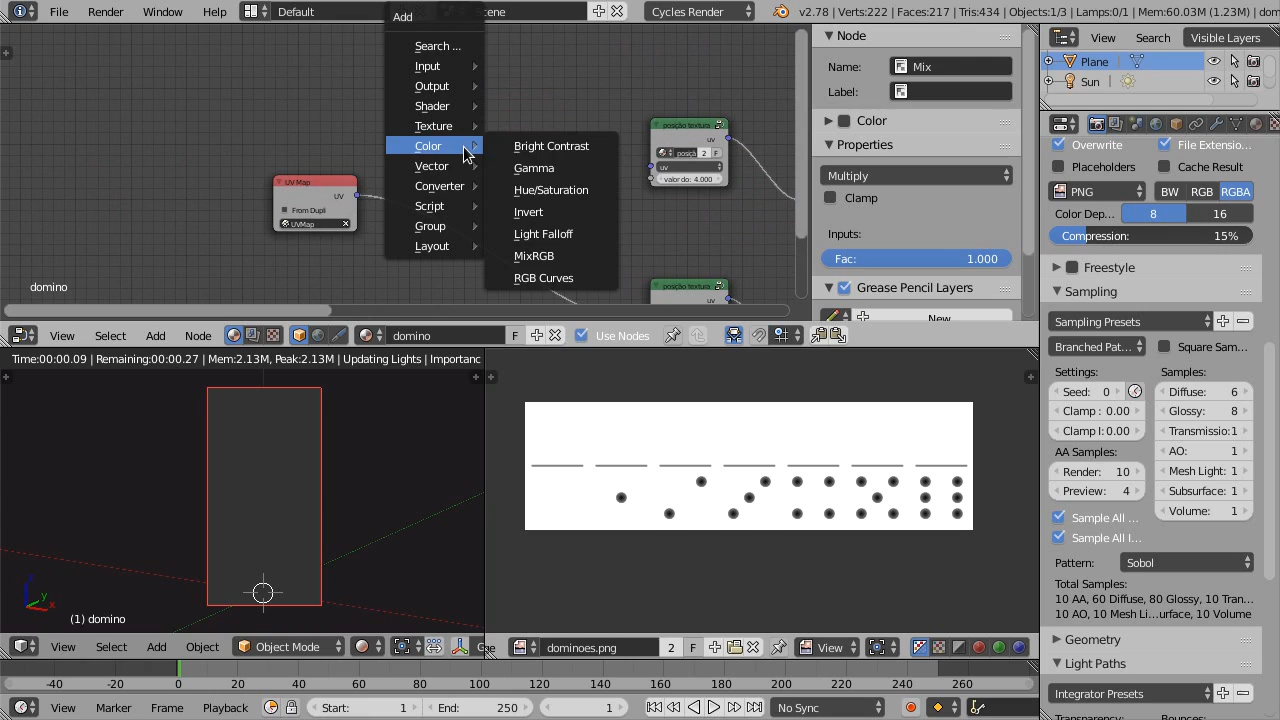 File
Render
Window
Help
Default
Add
Scene
Cycles Render
v2.78 | Verts:222 | Faces:217 | Tris:434 | Objects:1/3 | Lamps:0/1 | Mem:60.03M (1.23M) | dom
Search ...
Input
Output
Shader
Texture
Color
Vector
Converter
Script
Group
Layout
Bright Contrast
Gamma
Hue/Saturation
Invert
Light Falloff
MixRGB
RGB Curves
UV Map
UV
From Dupli
UVMap
posição textura
uv
posiçã
2
F
uv
valor do: 4.000
posição textura
uv
domino
Node
Name:
Mix
Label:
Color
Properties
Multiply
Clamp
Inputs:
Fac:
1.000
Grease Pencil Layers
New
View
Search
Visible Layers
Plane
Sun
Overwrite
File Extensio...
Placeholders
Cache Result
PNG
BW
RGB
RGBA
Color Dep...
8
16
Compression:
15%
Freestyle
Sampling
Sampling Presets
Branched Pat...
Square Sam...
Settings:
Samples:
Seed:
0
Diffuse:
6
Clamp :
0.00
Glossy:
8
Clamp I:
0.00
Transmissio:
1
AA Samples:
AO:
1
Render:
10
Mesh Light:
1
Preview:
4
Subsurface:
1
Volume:
1
Sample All ...
Sample All I...
Pattern:
Sobol
Total Samples:
10 AA, 60 Diffuse, 80 Glossy, 10 Tran...
10 AO, 10 Mesh Li...urface, 10 Volume
Geometry
Light Paths
Integrator Presets
View
Select
Add
Node
domino
F
Use Nodes
Time:00:00.09 | Remaining:00:00.27 | Mem:2.13M, Peak:2.13M | Updating Lights | Importanc
z
y
x
(1) domino
View
Select
Add
Object
Object Mode
dominoes.png
2
F
View
-40
-20
0
20
40
60
80
100
120
140
160
180
200
220
240
260
View
Marker
Frame
Playback
Start:
1
End:
250
1
No Sync